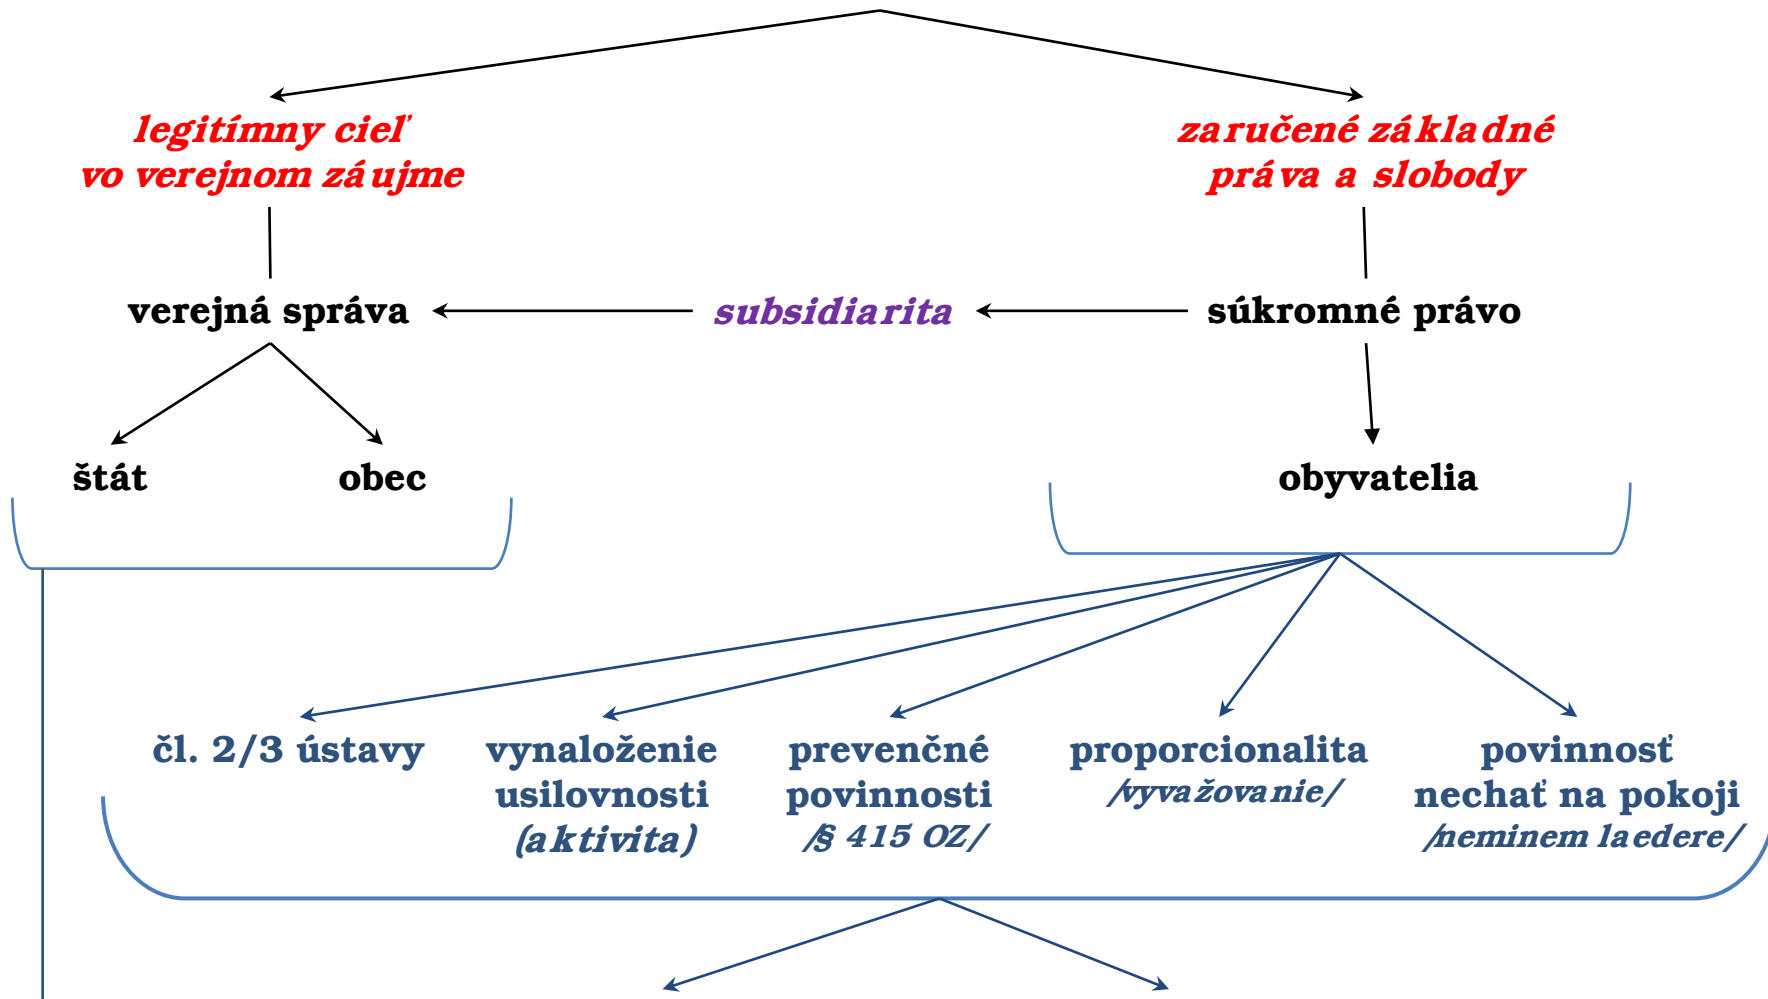 legitímny cieľ
vo verejnom záujme
zaručené základné
práva a slobody
verejná správa
subsidiarita
súkromné právo
štát
obec
obyvatelia
čl. 2/3 ústavy
vynaloženie
usilovnosti
(aktivita)
prevenčné
povinnosti
/§ 415 OZ/
proporcionalita
/vyvažovanie/
povinnosť
nechať na pokoji
/neminem laedere/